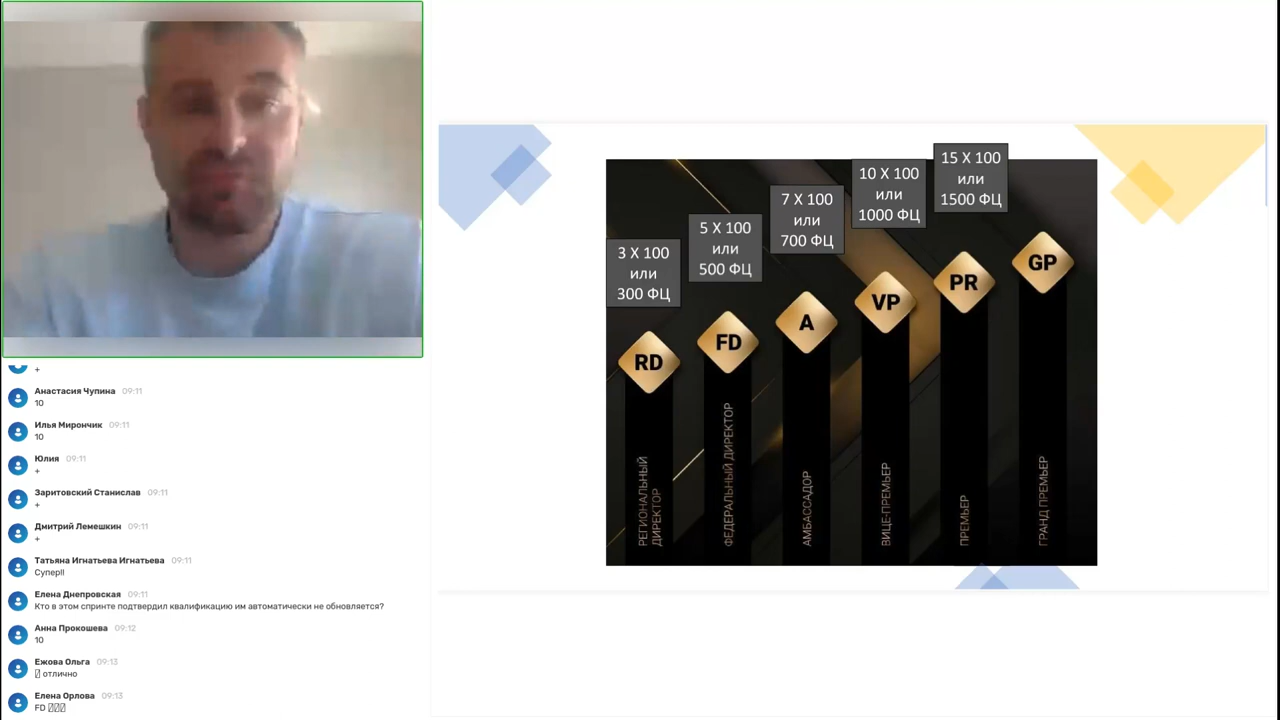 +
Анастасия Чупина 09:11
10
Илья Мирончик 09:11
10
Юлия 09:11
+
Заритовский Станислав 09:11
+
Дмитрий Лемешкин 09:11
+
Татьяна Игнатьева Игнатьева 09:11
Супер!!
Елена Днепровская 09:11
Кто в этом спринте подтвердил квалификацию им автоматически не обновляется?
Анна Прокошева 09:12
10
Ежова Ольга 09:13
отлично
Елена Орлова 09:13
FD
3 X 100
или
300 ФЦ
5 X 100
или
500 ФЦ
7 X 100
или
700 ФЦ
10 X 100
или
1000 ФЦ
15 X 100
или
1500 ФЦ
RD
FD
A
VP
PR
GP
РЕГИОНАЛЬНЫЙ
ДИРЕКТОР
ФЕДЕРАЛЬНЫЙ ДИРЕКТОР
АМБАССАДОР
ВИЦЕ-ПРЕМЬЕР
ПРЕМЬЕР
ГРАНД ПРЕМЬЕР